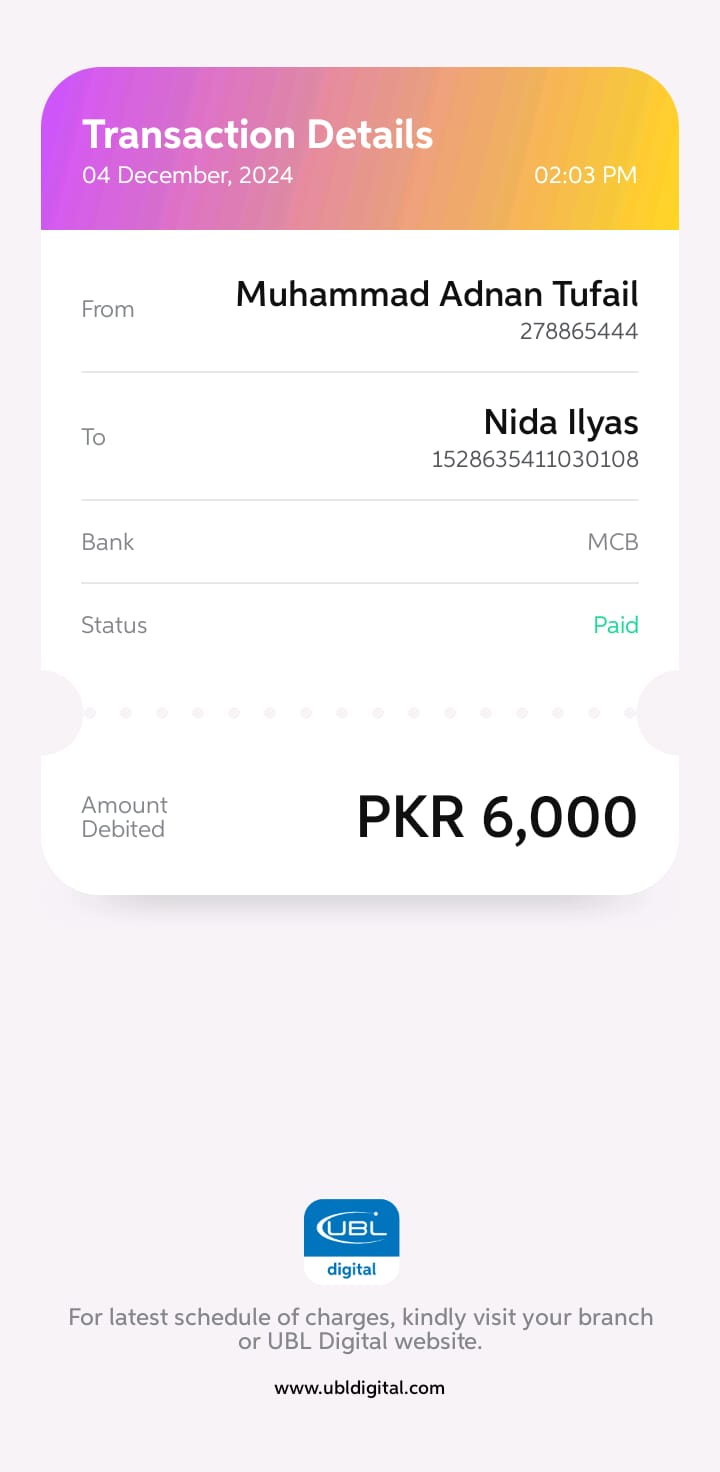 Transaction Details
04 December, 2024 02:03 PM
From
Muhammad Adnan Tufail
278865444
To
Nida Ilyas
1528635411030108
Bank MCB
Status Paid
Amount
Debited
PKR 6,000
UBL
digital
For latest schedule of charges, kindly visit your branch
or UBL Digital website.
www.ubldigital.com